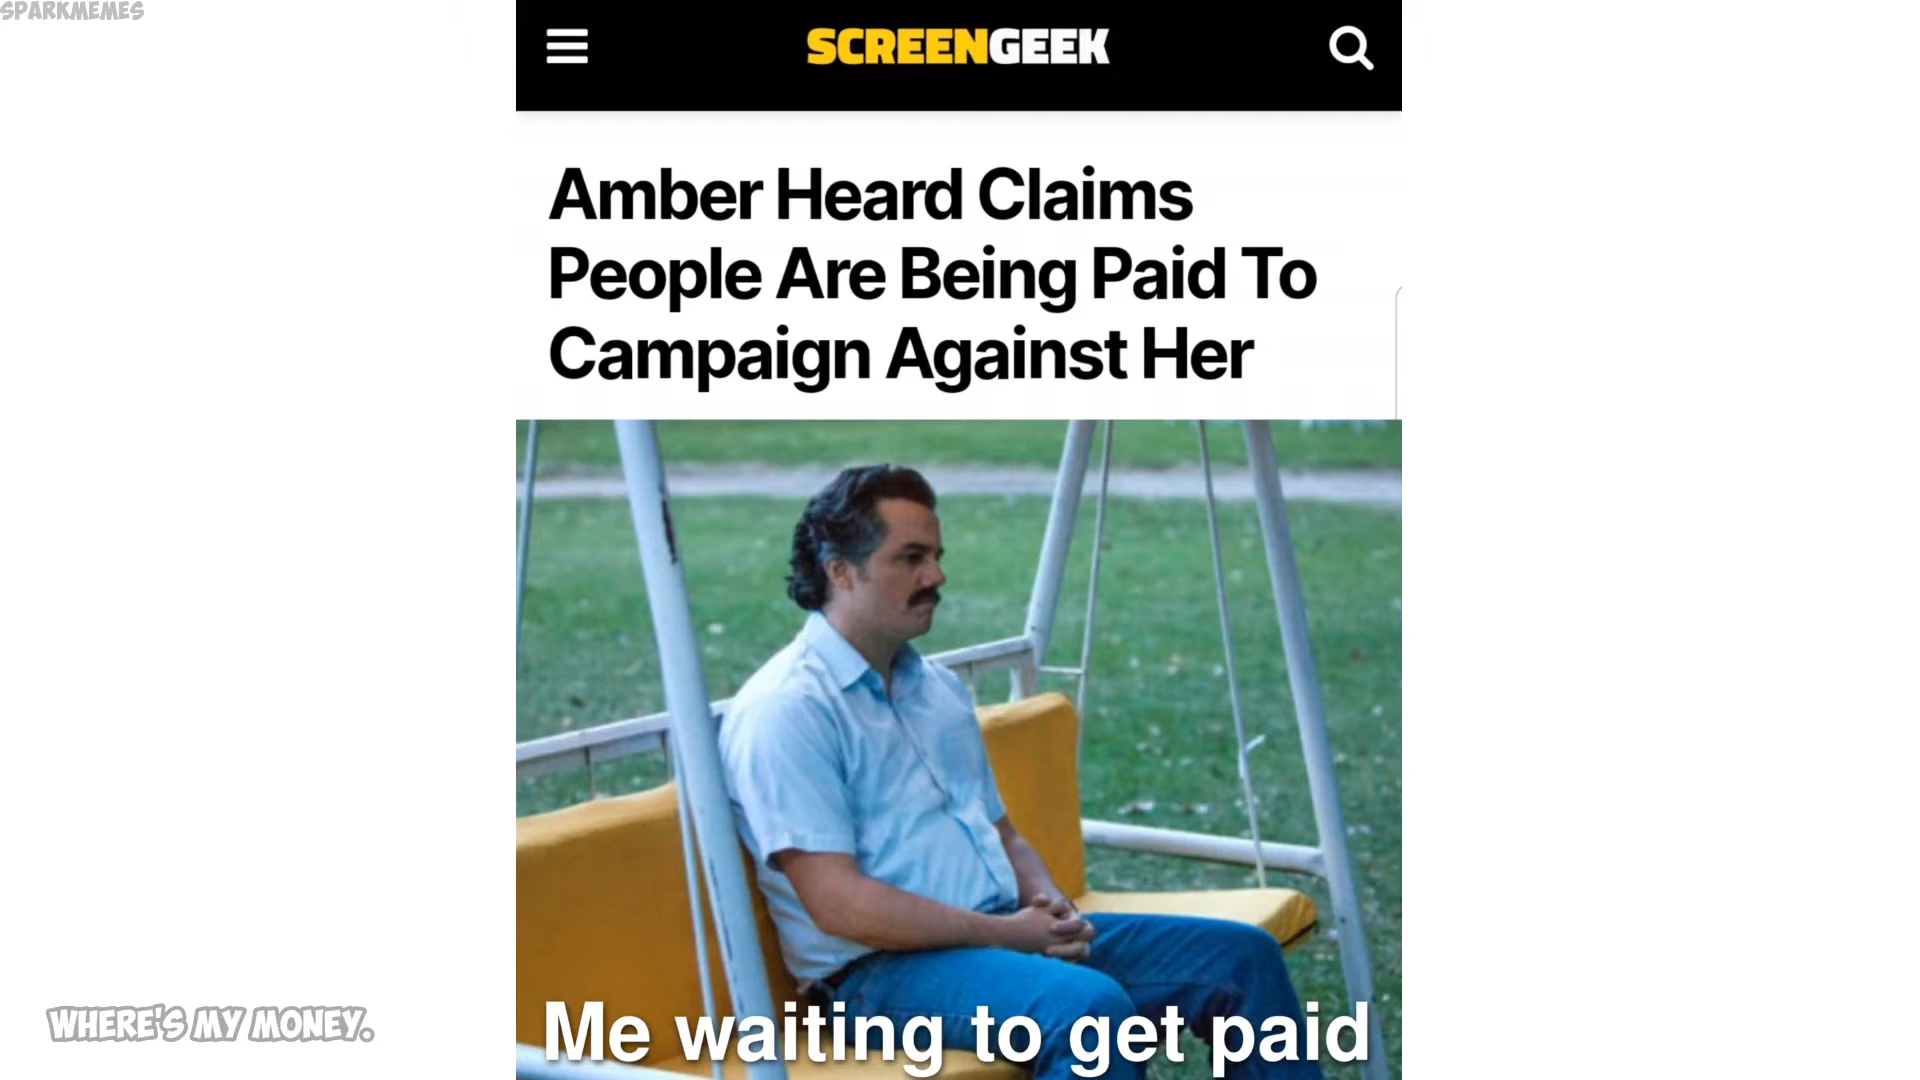 SPARKMEMES
SCREENGEEK
Amber Heard Claims
People Are Being Paid To
Campaign Against Her
WHERE'S MY MONEY.
Me waiting to get paid